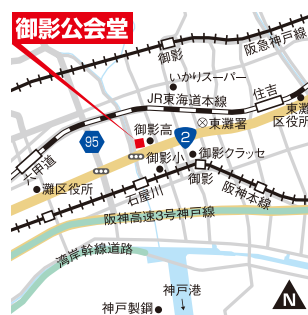 御影公会堂
御影
阪急神戸線
いかりスーパー
JR東海道本線
住吉
東灘
区役所
東灘署
六甲道
95
御影高
2
御影小
御影クラッセ
灘区役所
御影
石屋川
阪神本線
阪神高速3号神戸線
湾岸幹線道路
神戸港
神戸製鋼
N